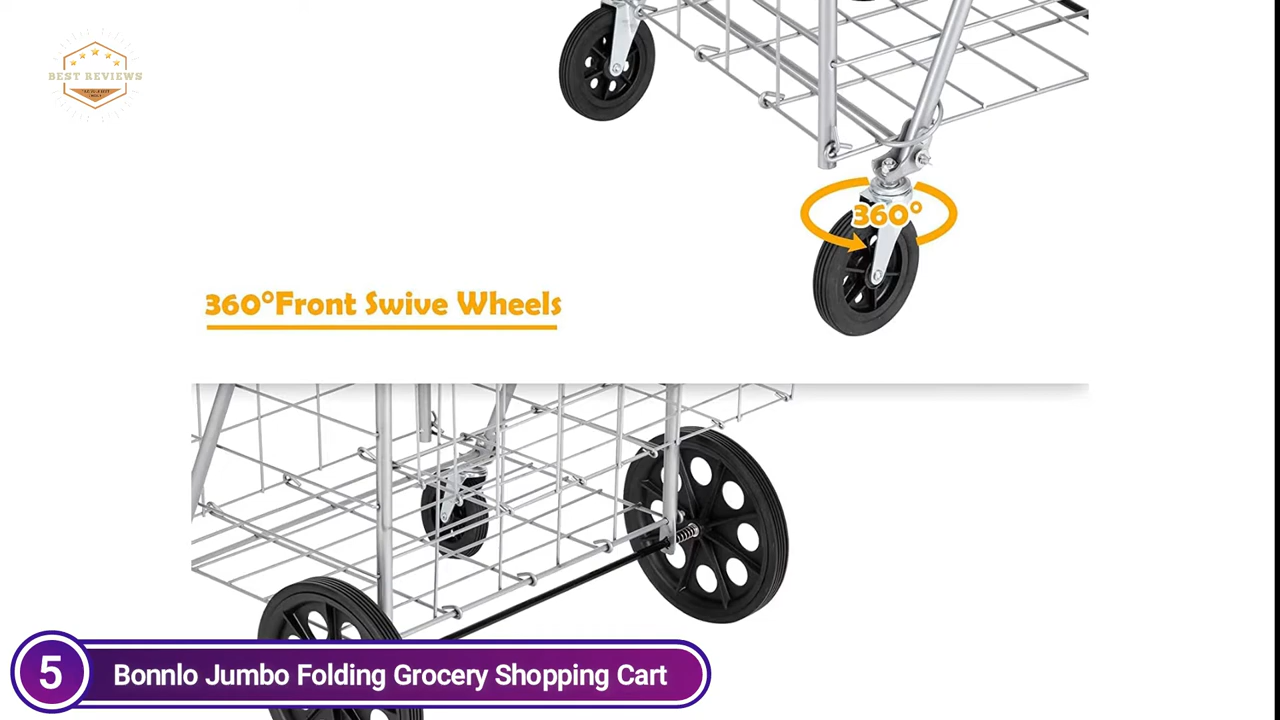 BEST REVIEWS
360°
360°Front Swive Wheels
5
Bonnlo Jumbo Folding Grocery Shopping Cart